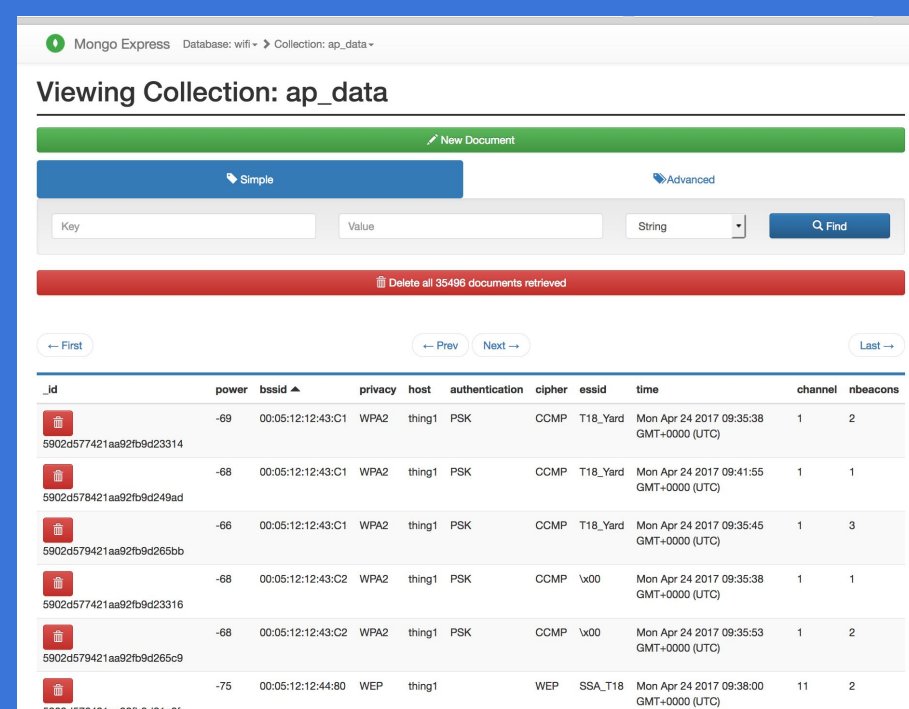 Mongo Express Database: wifi Collection: ap_data
Viewing Collection: ap_data
New Document
Simple Advanced
Key Value String Find
Delete all 35496 documents retrieved
← First ← Prev Next → Last →
_id power bssid privacy host authentication cipher essid time channel nbeacons
-69 00:05:12:12:43:C1 WPA2 thing1 PSK CCMP T18_Yard Mon Apr 24 2017 09:35:38 1 2
GMT+0000 (UTC)
5902d577421aa92fb9d23314
-68 00:05:12:12:43:C1 WPA2 thing1 PSK CCMP T18_Yard Mon Apr 24 2017 09:41:55 1 1
GMT+0000 (UTC)
5902d578421aa92fb9d249ad
-66 00:05:12:12:43:C1 WPA2 thing1 PSK CCMP T18_Yard Mon Apr 24 2017 09:35:45 1 3
GMT+0000 (UTC)
5902d579421aa92fb9d265bb
-68 00:05:12:12:43:C2 WPA2 thing1 PSK CCMP \x00 Mon Apr 24 2017 09:35:38 1 1
GMT+0000 (UTC)
5902d577421aa92fb9d23316
-68 00:05:12:12:43:C2 WPA2 thing1 PSK CCMP \x00 Mon Apr 24 2017 09:35:53 1 2
GMT+0000 (UTC)
5902d579421aa92fb9d265c9
-75 00:05:12:12:44:80 WEP thing1 WEP SSA_T18 Mon Apr 24 2017 09:38:00 11 2
GMT+0000 (UTC)